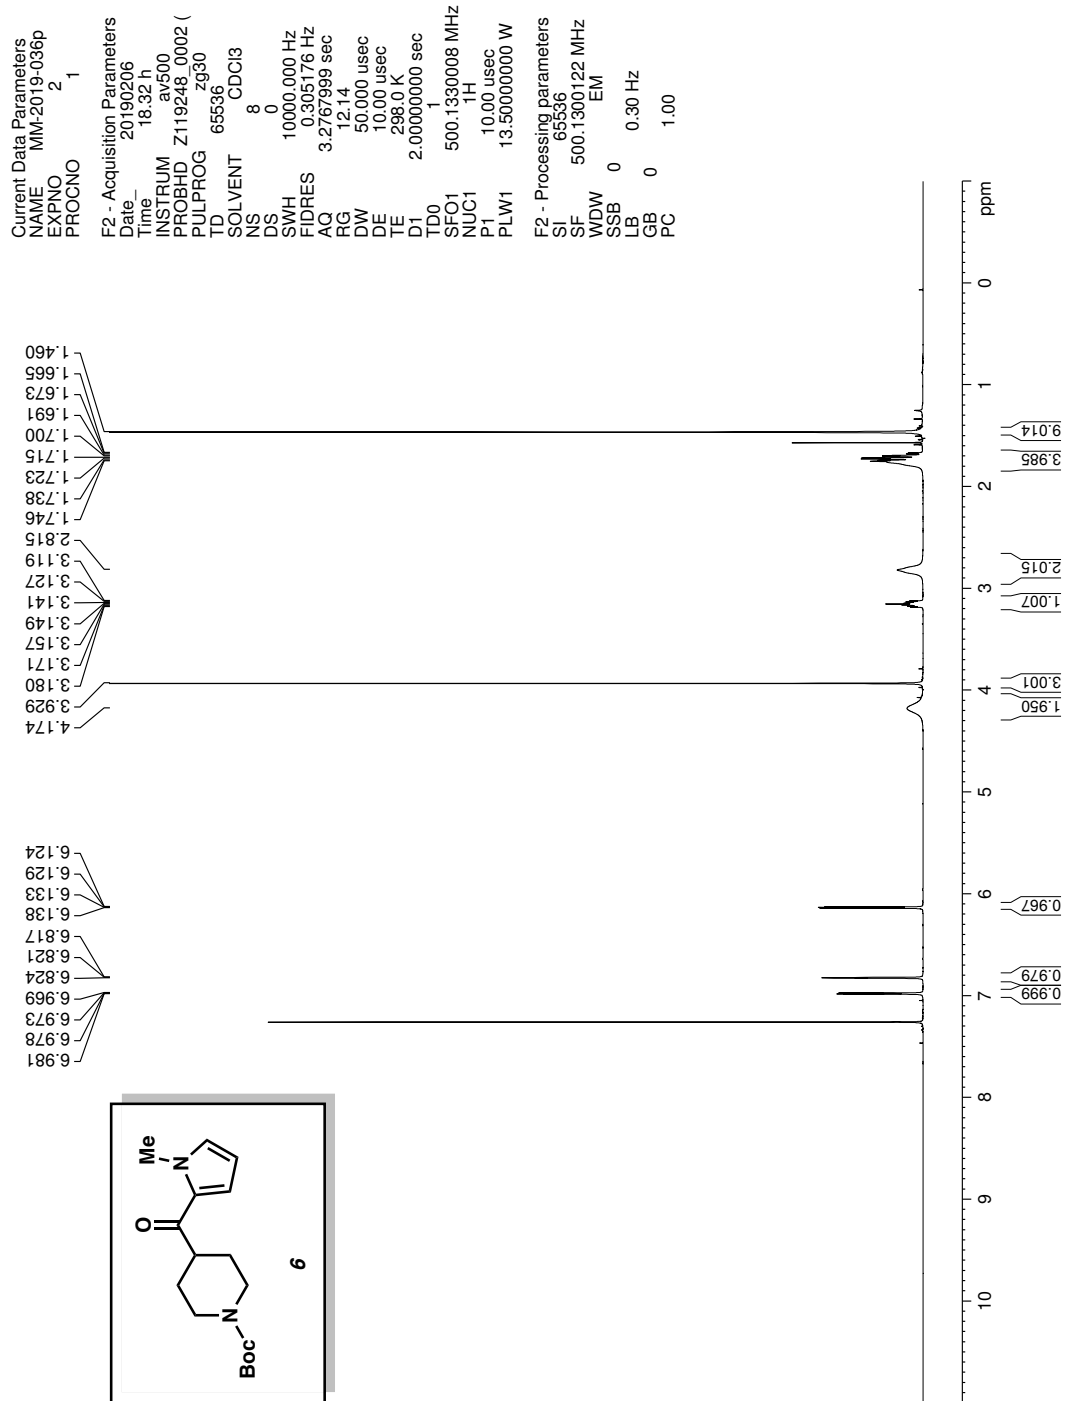 Current Data Parameters
NAME MM-2019-036p
EXPNO 2
PROCNO 1
F2 - Acquisition Parameters
Date_ 20190206
Time 18.32 h
INSTRUM av500
PROBHD Z119248_0002 (
PULPROG zg30
TD 65536
SOLVENT CDCl3
NS 8
DS 0
SWH 10000.000 Hz
FIDRES 0.305176 Hz
AQ 3.2767999 sec
RG 12.14
DW 50.000 usec
DE 10.00 usec
TE 298.0 K
D1 2.00000000 sec
TD0 1
SFO1 500.1330008 MHz
NUC1 1H
P1 10.00 usec
PLW1 13.50000000 W
F2 - Processing parameters
SI 65536
SF 500.1300122 MHz
WDW EM
SSB 0
LB 0.30 Hz
GB 0
PC 1.00
1.460
1.665
1.673
1.691
1.700
1.715
1.723
1.738
1.746
2.815
3.119
3.127
3.141
3.149
3.157
3.171
3.180
3.929
4.174
6.124
6.129
6.133
6.138
6.817
6.821
6.824
6.969
6.973
6.978
6.981
ppm
0
1
2
3
4
5
6
7
8
9
10
9.014
3.985
2.015
1.007
3.001
1.950
0.967
0.979
0.999
Me
N
O
N
Boc
6